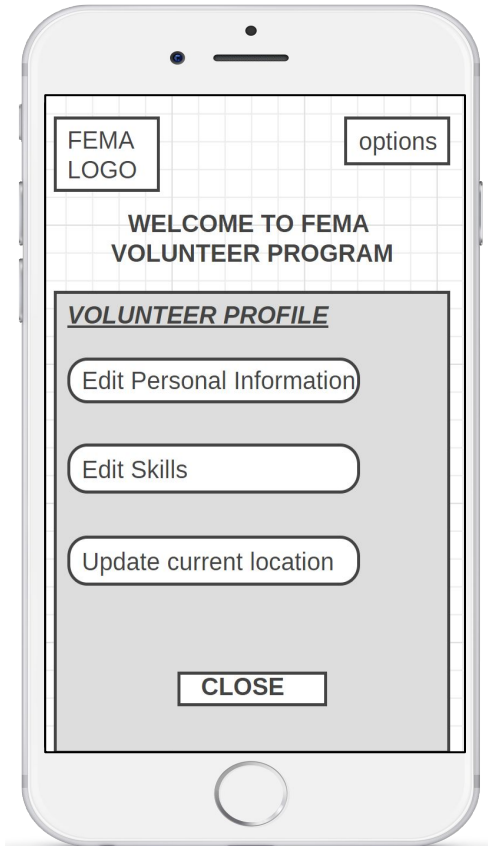 FEMA
LOGO
options
WELCOME TO FEMA
VOLUNTEER PROGRAM
VOLUNTEER PROFILE
Edit Personal Information
Edit Skills
Update current location
CLOSE